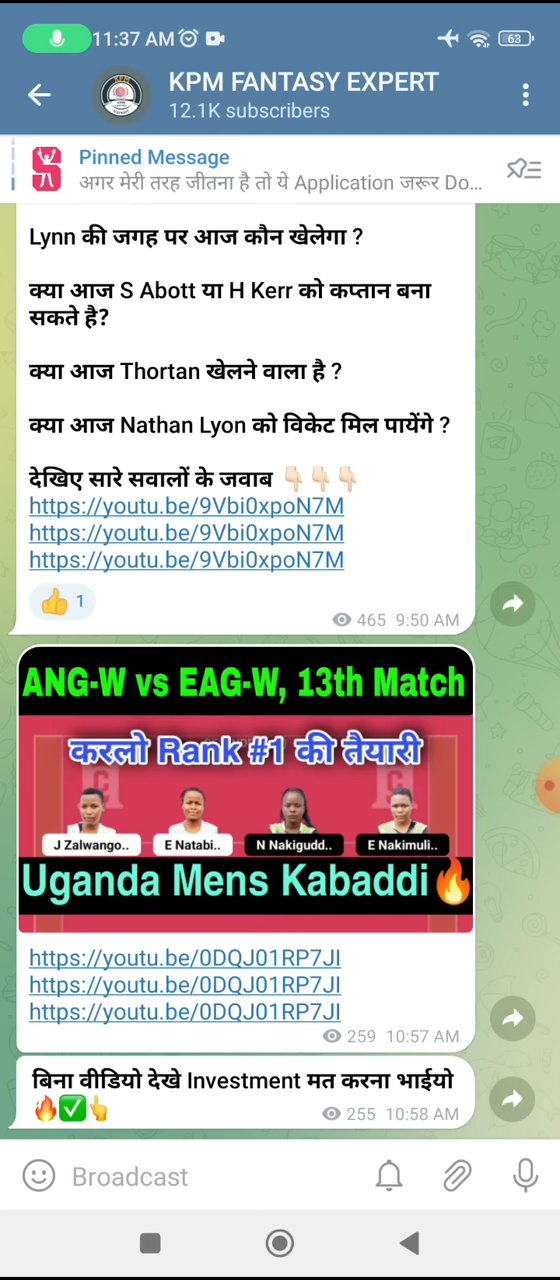 11:37 AM
63
KPM FANTASY EXPERT
12.1K subscribers
Pinned Message
अगर मेरी तरह जीतना है तो ये Application जरूर Do...
Lynn की जगह पर आज कौन खेलेगा ?
क्या आज S Abott या H Kerr को कप्तान बना
सकते है?
क्या आज Thortan खेलने वाला है ?
क्या आज Nathan Lyon को विकेट मिल पायेंगे ?
देखिए सारे सवालों के जवाब 👇🏻👇🏻👇🏻
https://youtu.be/9Vbi0xpoN7M
https://youtu.be/9Vbi0xpoN7M
https://youtu.be/9Vbi0xpoN7M
👍 1
465 9:50 AM
ANG-W vs EAG-W, 13th Match
करलो Rank #1 की तैयारी
J Zalwango.. E Natabi.. N Nakigudd.. E Nakimuli..
Uganda Mens Kabaddi🔥
https://youtu.be/0DQJ01RP7JI
https://youtu.be/0DQJ01RP7JI
https://youtu.be/0DQJ01RP7JI
259 10:57 AM
बिना वीडियो देखे Investment मत करना भाईयो
🔥✅👆
255 10:58 AM
Broadcast